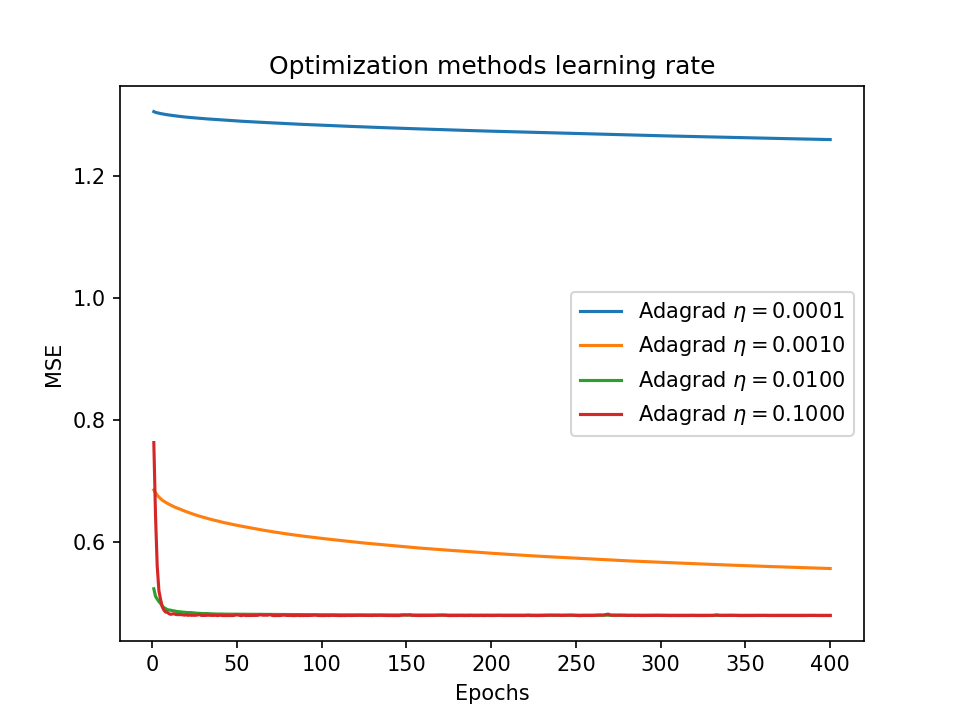 Optimization methods learning rate
1.2
1.0
0.8
0.6
MSE
Adagrad η = 0.0001
Adagrad η = 0.0010
Adagrad η = 0.0100
Adagrad η = 0.1000
0 50 100 150 200 250 300 350 400
Epochs